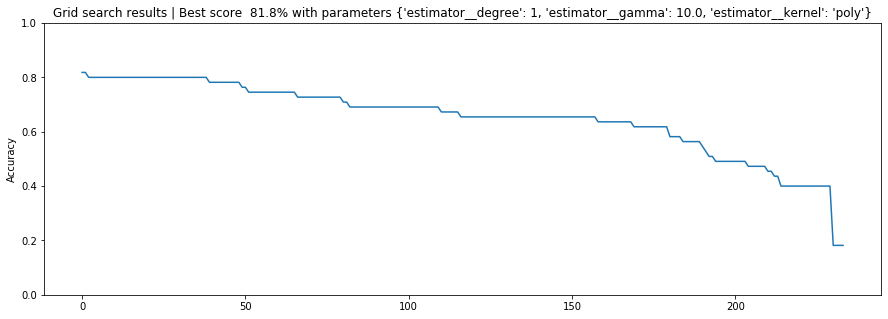 Grid search results | Best score  81.8% with parameters {'estimator__degree': 1, 'estimator__gamma': 10.0, 'estimator__kernel': 'poly'}
1.0
0.8
0.6
0.4
0.2
0.0
Accuracy
0 50 100 150 200